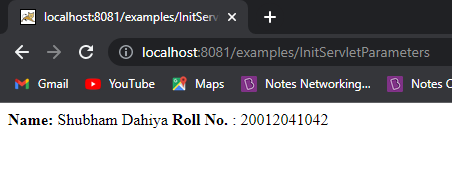 localhost:8081/examples/InitServ
localhost:8081/examples/InitServletParameters
Gmail YouTube Maps Notes Networking... Notes C
Name: Shubham Dahiya Roll No. : 20012041042